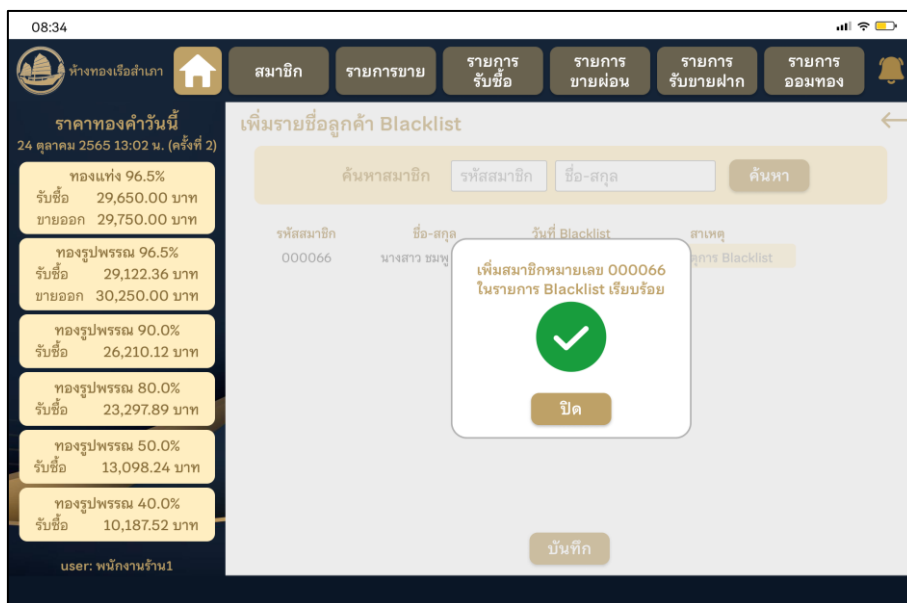 08:34
ห้างทองเรือสำเภา
สมาชิก
รายการขาย
รายการ
รับซื้อ
รายการ
ขายผ่อน
รายการ
รับขายฝาก
รายการ
ออมทอง
ราคาทองคำวันนี้
24 ตุลาคม 2565 13:02 น. (ครั้งที่ 2)
ทองแท่ง 96.5%
รับซื้อ 29,650.00 บาท
ขายออก 29,750.00 บาท
ทองรูปพรรณ 96.5%
รับซื้อ 29,122.36 บาท
ขายออก 30,250.00 บาท
ทองรูปพรรณ 90.0%
รับซื้อ 26,210.12 บาท
ทองรูปพรรณ 80.0%
รับซื้อ 23,297.89 บาท
ทองรูปพรรณ 50.0%
รับซื้อ 13,098.24 บาท
ทองรูปพรรณ 40.0%
รับซื้อ 10,187.52 บาท
user: พนักงานร้าน1
เพิ่มรายชื่อลูกค้า Blacklist
ค้นหาสมาชิก รหัสสมาชิก ชื่อ-สกุล ค้นหา
รหัสสมาชิก ชื่อ-สกุล วันที่ Blacklist สาเหตุ
000066 นางสาว ชมพู Blacklist
เพิ่มสมาชิกหมายเลข 000066
ในรายการ Blacklist เรียบร้อย
ปิด
บันทึก